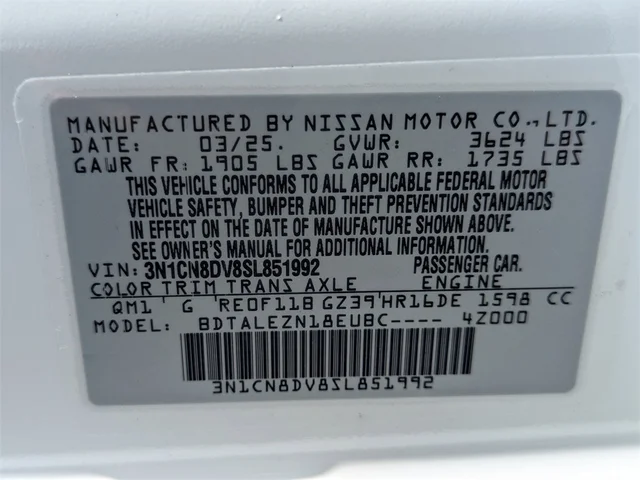 MANUFACTURED BY NISSAN MOTOR CO., LTD.
DATE: 03/25. GVWR: 3624 LBS
GAWR FR: 1905 LBS GAWR RR: 1735 LBS
THIS VEHICLE CONFORMS TO ALL APPLICABLE FEDERAL MOTOR
VEHICLE SAFETY, BUMPER AND THEFT PREVENTION STANDARDS
IN EFFECT ON THE DATE OF MANUFACTURE SHOWN ABOVE.
SEE OWNER'S MANUAL FOR ADDITIONAL INFORMATION.
VIN: 3N1CN8DV8SL851992 PASSENGER CAR.
COLOR TRIM TRANS AXLE ENGINE
QM1 G RE0F11B GZ39 HR16DE 1598 CC
MODEL: BDTALEZN18EUBC---- 4Z000
3N1CN8DV8SL851992